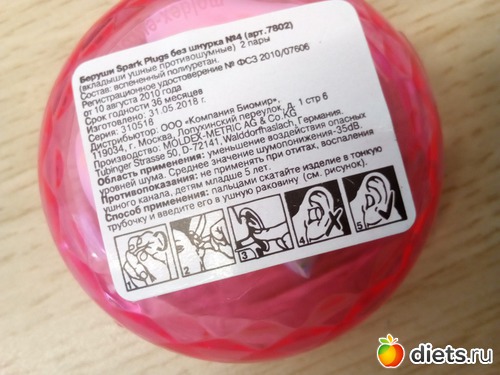 Беруши Spark Plugs без шнурка №4 (арт.7802)
(вкладыши ушные противошумные) 2 пары
Состав: вспененный полиуретан.
Регистрационное удостоверение № ФСЗ 2010/07606
от 10 августа 2010 года
Срок годности 36 месяцев
Изготовлено: 31.05.2018 г.
Серия: 310518
Дистрибьютор: ООО «Компания Биомир»,
119034, г. Москва, Лопухинский переулок, д. 1 стр 6
Производство: MOLDEX-METRIC AG & Co.KG
Tubinger Strasse 50, D-72141, Walddorfhaslach, Германия.
Область применения: уменьшение воздействия опасных
уровней шума. Среднее значение шумопонижения-35dB.
Противопоказания: не применять при отитах, воспалении
ушного канала, детям младше 5 лет.
Способ применения: пальцами скатайте изделие в тонкую
трубочку и введите его в ушную раковину (см. рисунок).
1 2 3 4 5
diets.ru